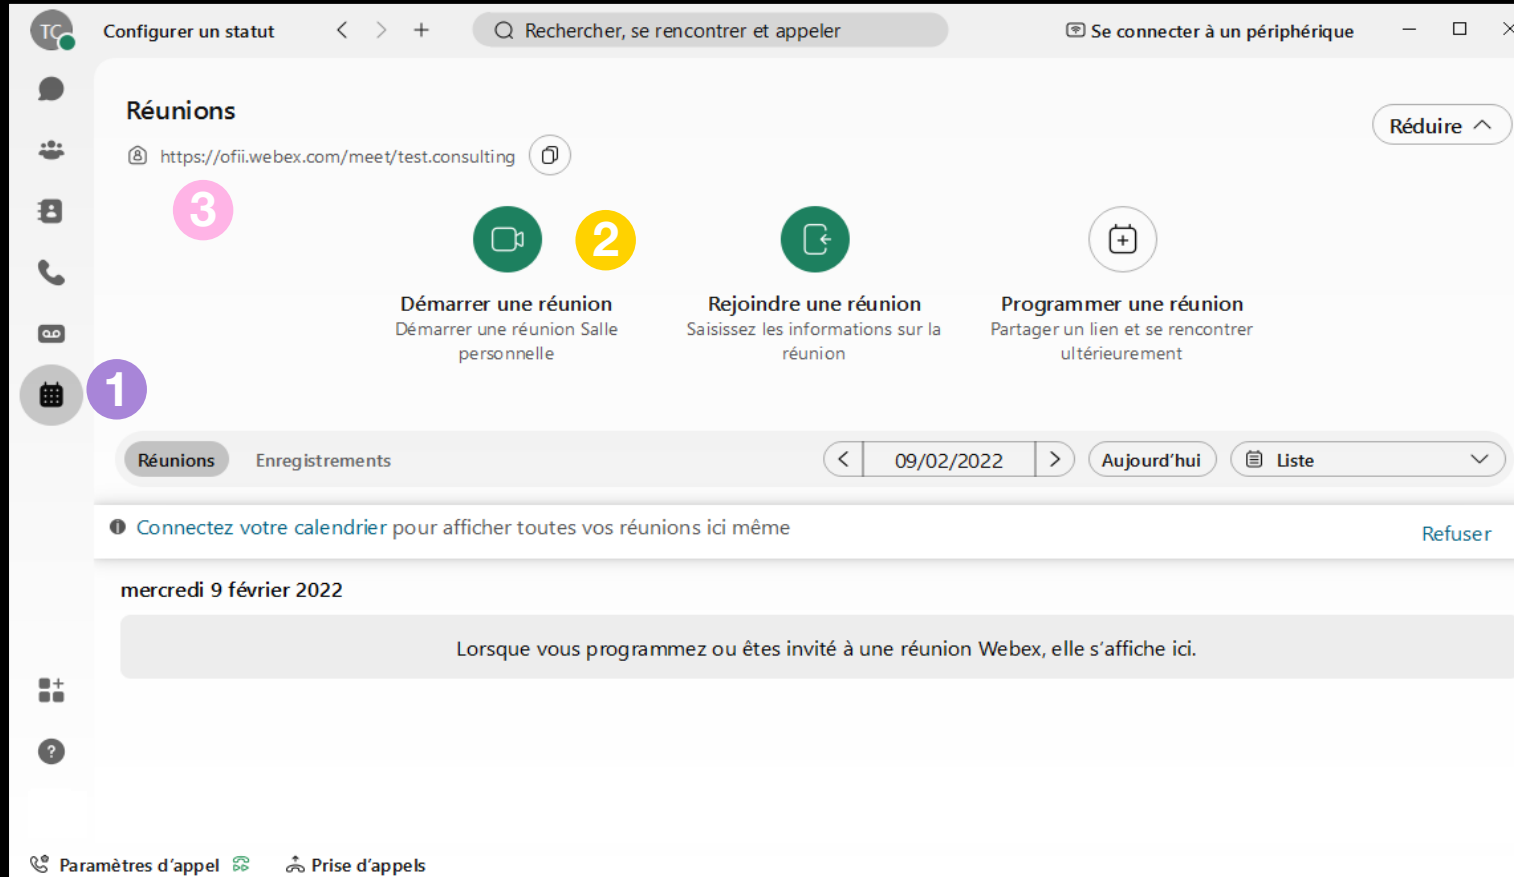 TC
Configurer un statut
Rechercher, se rencontrer et appeler
Se connecter à un périphérique
Réunions
Réduire
https://ofii.webex.com/meet/test.consulting
3
2
Démarrer une réunion
Démarrer une réunion Salle
personnelle
Rejoindre une réunion
Saisissez les informations sur la
réunion
Programmer une réunion
Partager un lien et se rencontrer
ultérieurement
1
Réunions
Enregistrements
09/02/2022
Aujourd'hui
Liste
Connectez votre calendrier pour afficher toutes vos réunions ici même
Refuser
mercredi 9 février 2022
Lorsque vous programmez ou êtes invité à une réunion Webex, elle s'affiche ici.
Paramètres d'appel
Prise d'appels